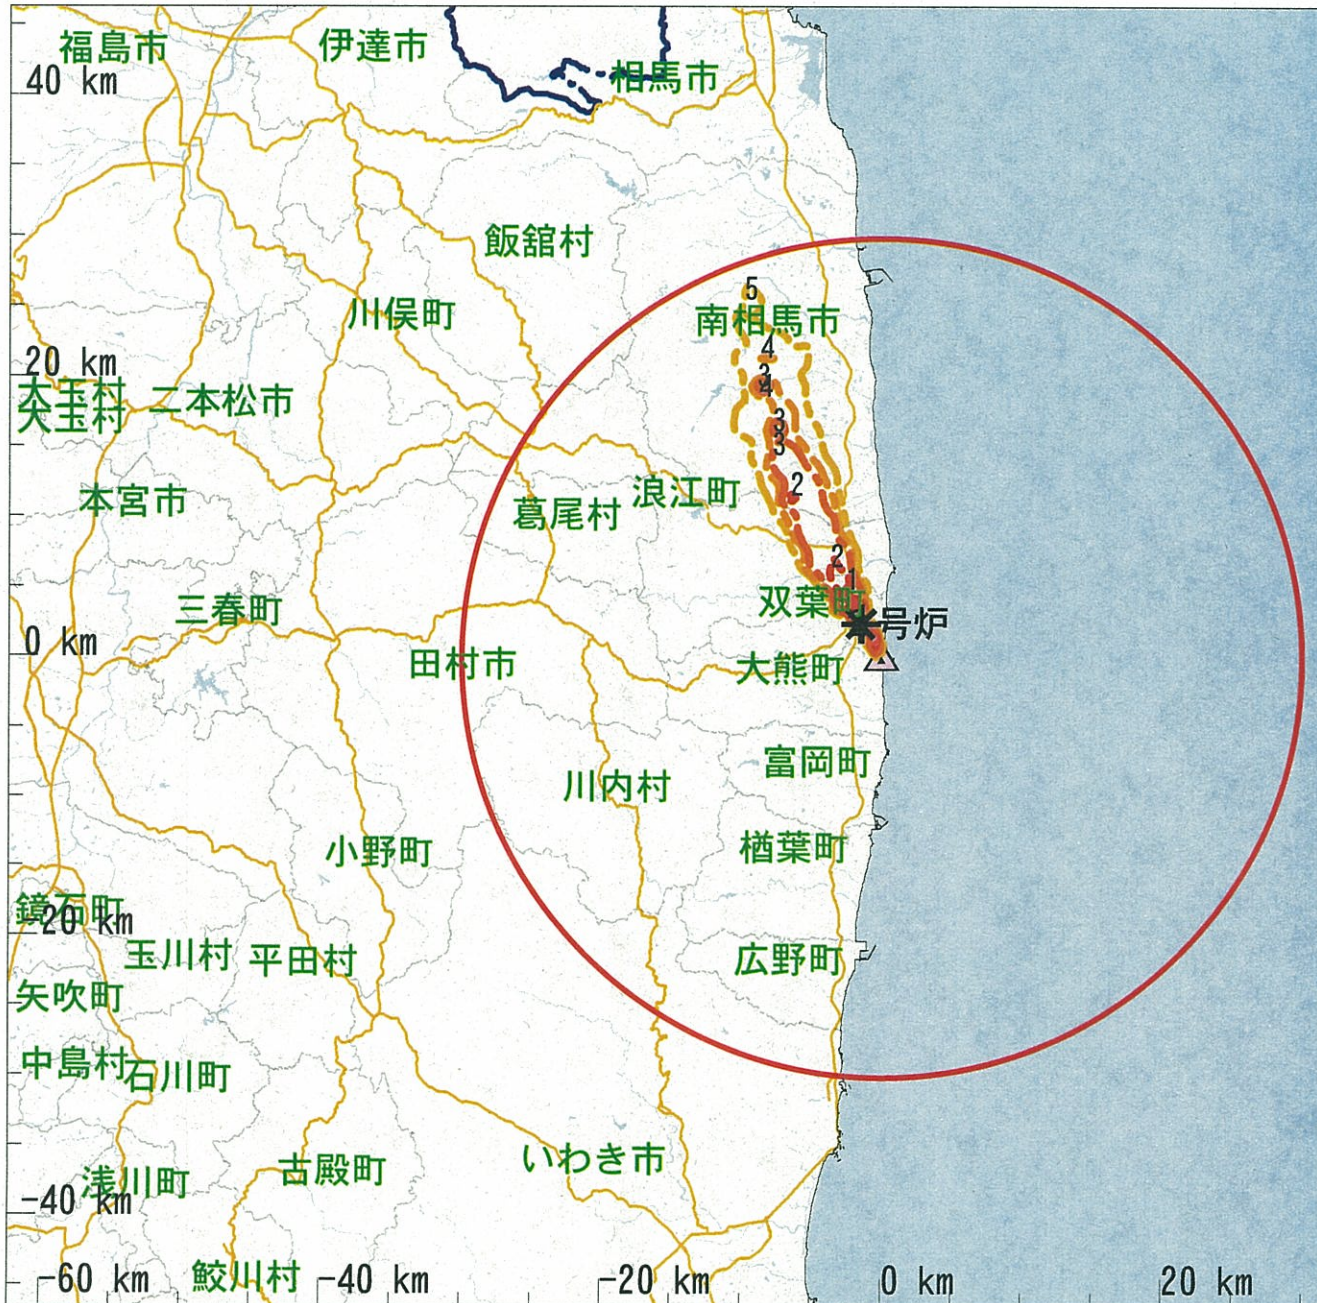 福島市
伊達市
相馬市
40 km
飯舘村
川俣町
5
南相馬市
4
20 km
3
4
大玉村
大玉村
二本松市
3
3
2
浪江町
本宮市
葛尾村
2
1
双葉町
三春町
号炉
0 km
田村市
大熊町
富岡町
川内村
楢葉町
小野町
鏡石町
-20 km
玉川村
平田村
広野町
矢吹町
中島村
石川町
いわき市
古殿町
浅川町
-40 km
鮫川村
-60 km
-40 km
-20 km
0 km
20 km